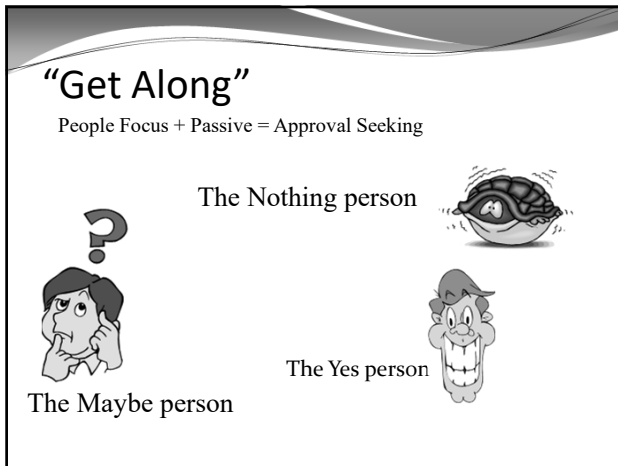 “Get Along”
People Focus + Passive = Approval Seeking
The Nothing person
?
The Yes person
The Maybe person